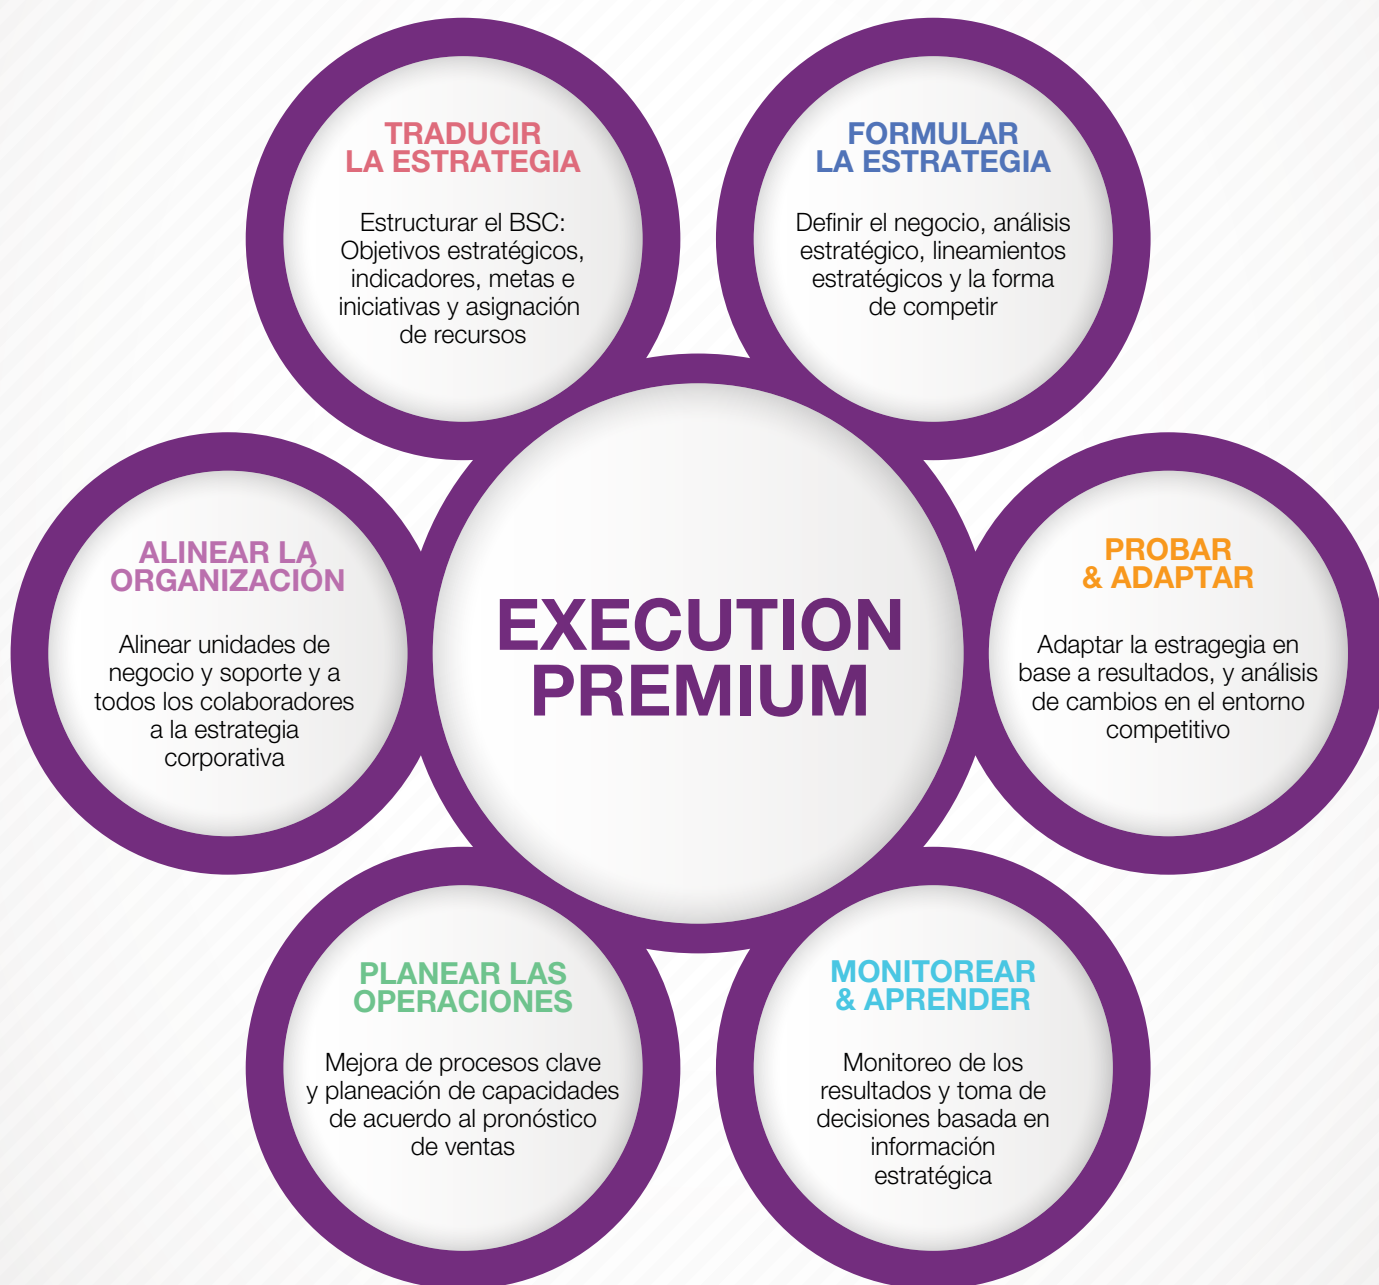 TRADUCIR
LA ESTRATEGIA
Estructurar el BSC:
Objetivos estratégicos,
indicadores, metas e
iniciativas y asignación
de recursos
FORMULAR
LA ESTRATEGIA
Definir el negocio, análisis
estratégico, lineamientos
estratégicos y la forma
de competir
ALINEAR LA
ORGANIZACIÓN
Alinear unidades de
negocio y soporte y a
todos los colaboradores
a la estrategia
corporativa
EXECUTION
PREMIUM
PROBAR
& ADAPTAR
Adaptar la estragegia en
base a resultados, y análisis
de cambios en el entorno
competitivo
PLANEAR LAS
OPERACIONES
Mejora de procesos clave
y planeación de capacidades
de acuerdo al pronóstico
de ventas
MONITOREAR
& APRENDER
Monitoreo de los
resultados y toma de
decisiones basada en
información
estratégica